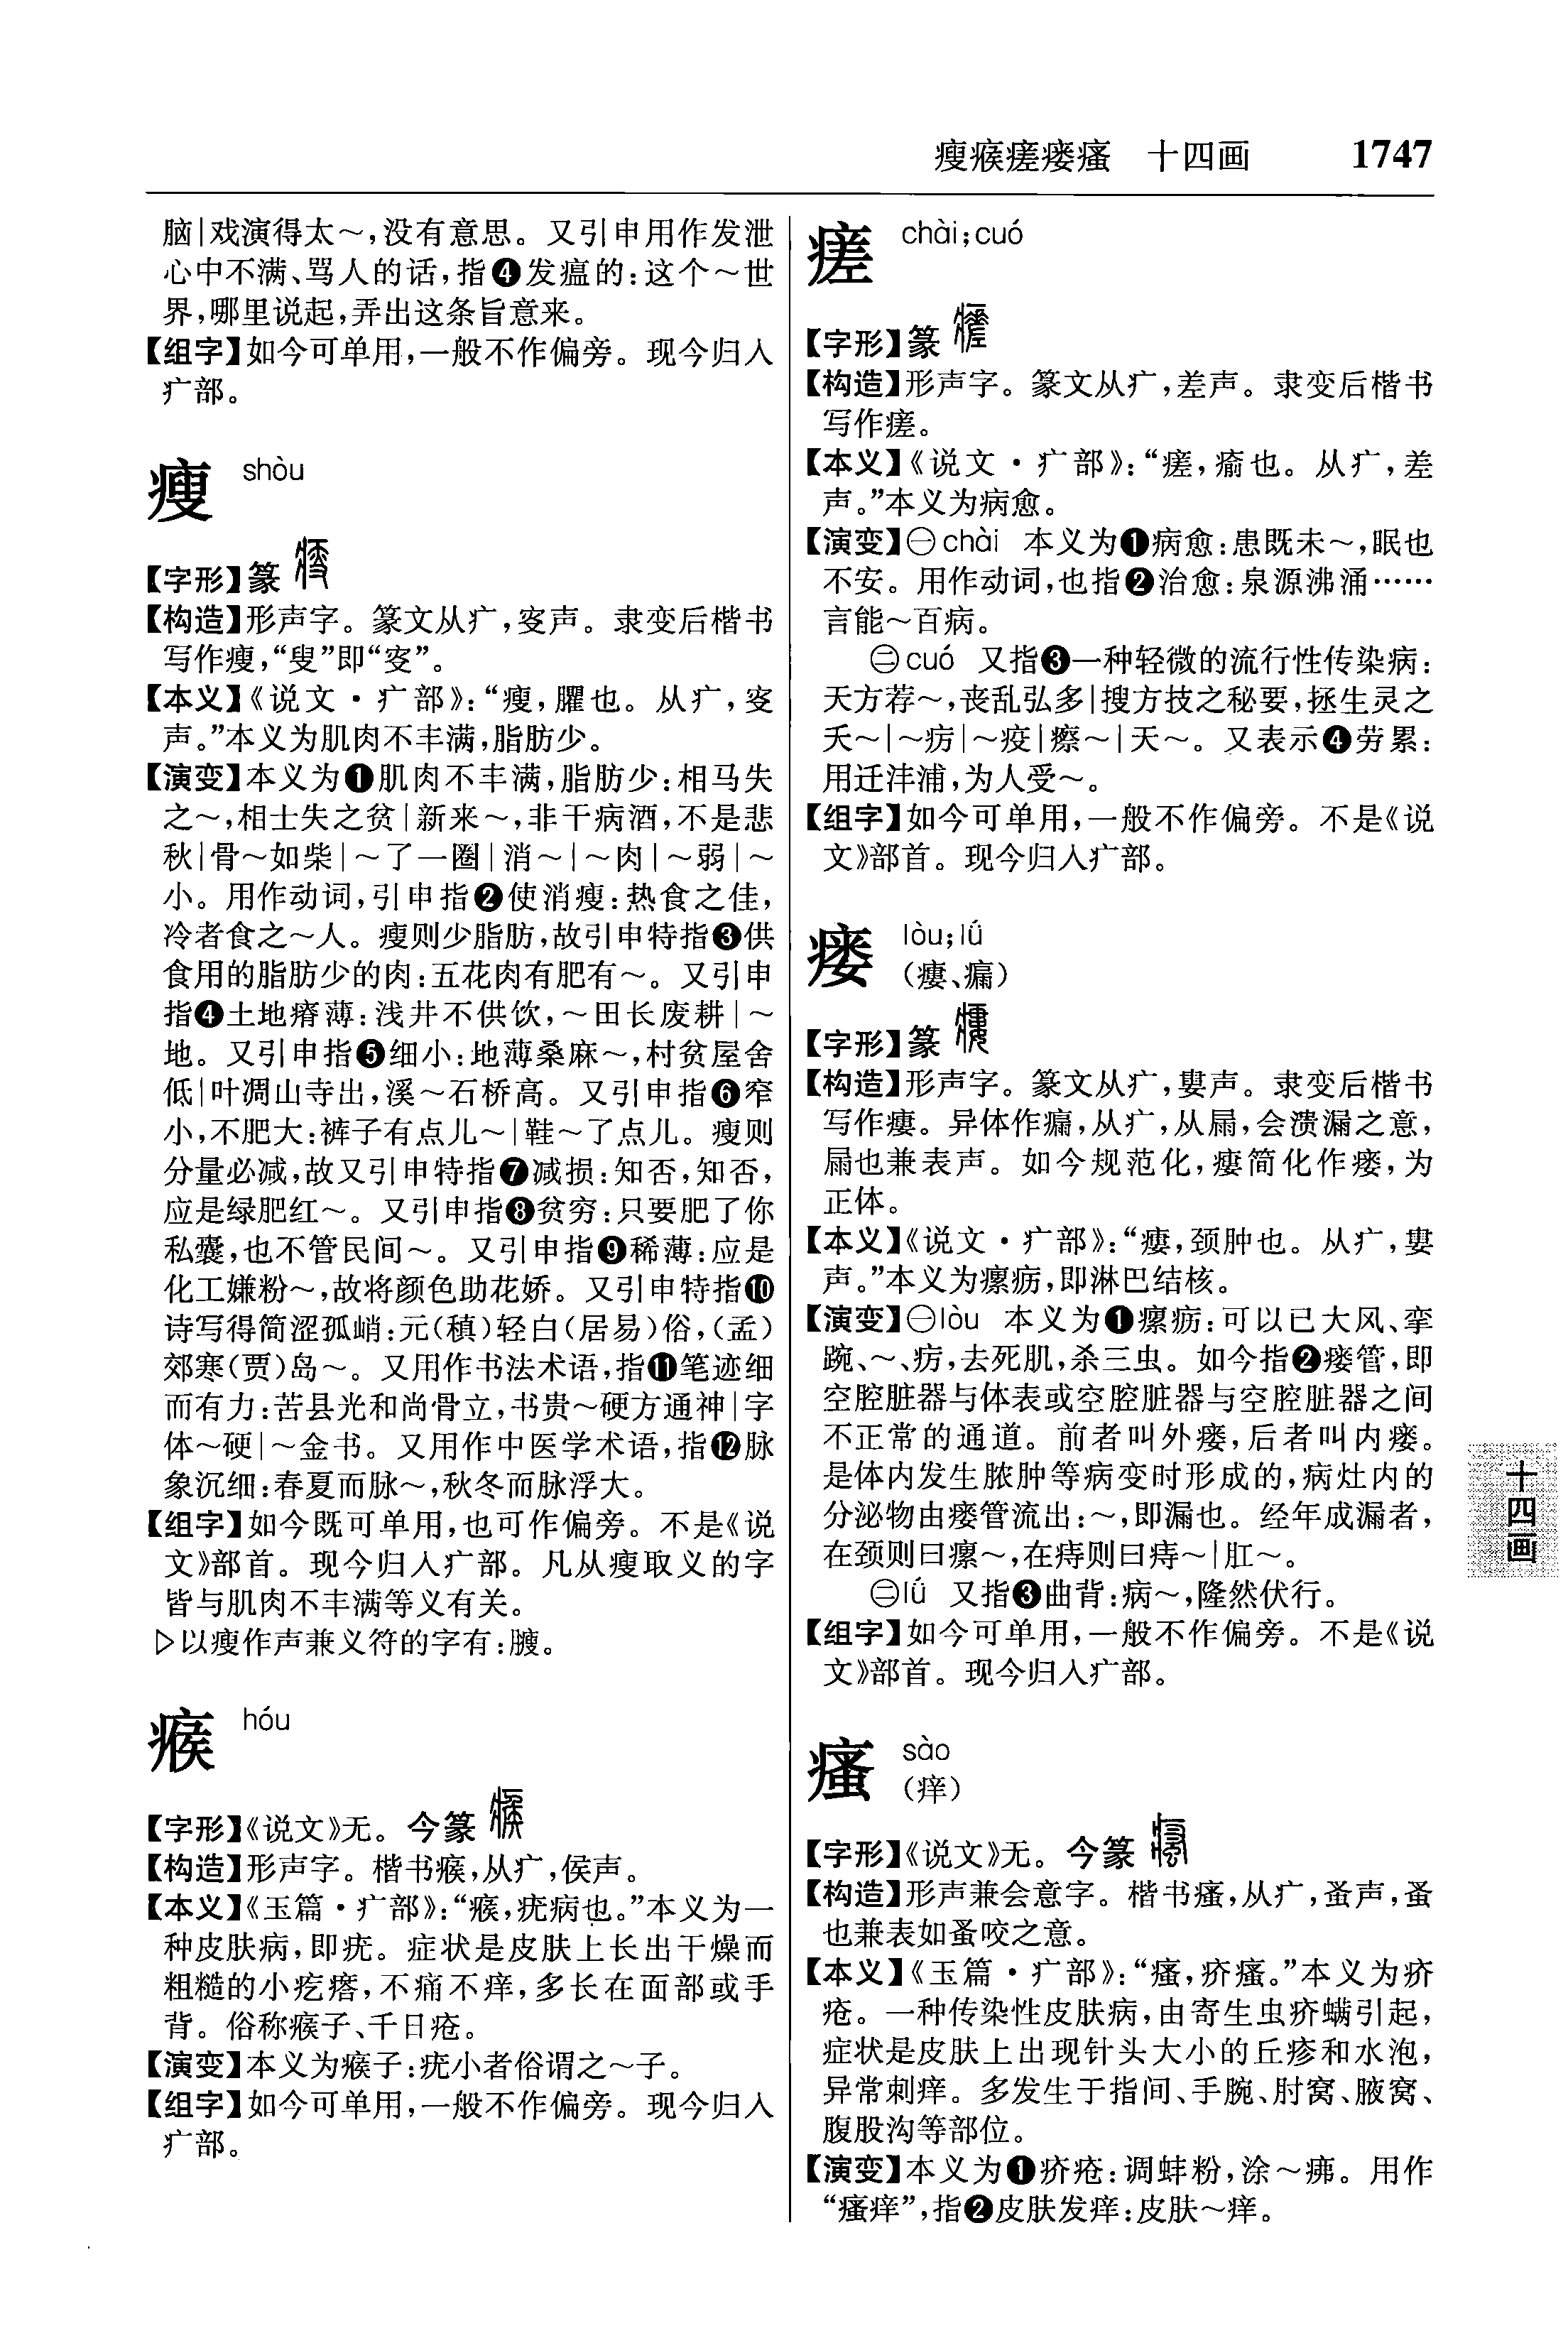 瘦瘊瘥瘘瘙　十四画　1747
脑|戏演得太～,没有意思。又引申用作发泄
心中不满、骂人的话,指❹发瘟的:这个～世
界,哪里说起,弄出这条旨意来。
【组字】如今可单用,一般不作偏旁。现今归入
疒部。
瘦 shòu
【字形】篆
【构造】形声字。篆文从疒,叜声。隶变后楷书
写作瘦,“叟”即“叜”。
【本义】《说文·疒部》:“瘦,臞也。从疒,叜
声。”本义为肌肉不丰满,脂肪少。
【演变】本义为❶肌肉不丰满,脂肪少:相马失
之～,相士失之贫|新来～,非干病酒,不是悲
秋|骨～如柴|～了一圈|消～|～肉|～弱|～
小。用作动词,引申指❷使消瘦:热食之佳,
冷者食之～人。瘦则少脂肪,故引申特指❸供
食用的脂肪少的肉:五花肉有肥有～。又引申
指❹土地瘠薄:浅井不供饮,～田长废耕|～
地。又引申指❺细小:地薄桑麻～,村贫屋舍
低|叶凋山寺出,溪～石桥高。又引申指❻窄
小,不肥大:裤子有点儿～|鞋～了点儿。瘦则
分量必减,故又引申特指❼减损:知否,知否,
应是绿肥红～。又引申指❽贫穷:只要肥了你
私囊,也不管民间～。又引申指❾稀薄:应是
化工嫌粉～,故将颜色助花娇。又引申特指❿
诗写得简涩孤峭:元(稹)轻白(居易)俗,(孟)
郊寒(贾)岛～。又用作书法术语,指⓫笔迹细
而有力:苦县光和尚骨立,书贵～硬方通神|字
体～硬|～金书。又用作中医学术语,指⓬脉
象沉细:春夏而脉～,秋冬而脉浮大。
【组字】如今既可单用,也可作偏旁。不是《说
文》部首。现今归入疒部。凡从瘦取义的字
皆与肌肉不丰满等义有关。
▷以瘦作声兼义符的字有:膄。
瘊 hóu
【字形】《说文》无。今篆
【构造】形声字。楷书瘊,从疒,侯声。
【本义】《玉篇·疒部》:“瘊,疣病也。”本义为一
种皮肤病,即疣。症状是皮肤上长出干燥而
粗糙的小疙瘩,不痛不痒,多长在面部或手
背。俗称瘊子、千日疮。
【演变】本义为瘊子:疣小者俗谓之～子。
【组字】如今可单用,一般不作偏旁。现今归入
疒部。
瘥 chài;cuó
【字形】篆
【构造】形声字。篆文从疒,差声。隶变后楷书
写作瘥。
【本义】《说文·疒部》:“瘥,瘉也。从疒,差
声。”本义为病愈。
【演变】㊀chài　本义为❶病愈:患既未～,眠也
不安。用作动词,也指❷治愈:泉源沸涌……
言能～百病。
㊁cuó　又指❸一种轻微的流行性传染病:
天方荐～,丧乱弘多|搜方技之秘要,拯生灵之
夭～|～疠|～疫|瘵～|天～。又表示❹劳累:
用迁沣浦,为人受～。
【组字】如今可单用,一般不作偏旁。不是《说
文》部首。现今归入疒部。
瘘 lòu;lǘ
(瘻、瘺)
【字形】篆
【构造】形声字。篆文从疒,婁声。隶变后楷书
写作瘻。异体作瘺,从疒,从屚,会溃漏之意,
屚也兼表声。如今规范化,瘻简化作瘘,为
正体。
【本义】《说文·疒部》:“瘻,颈肿也。从疒,婁
声。”本义为瘰疬,即淋巴结核。
【演变】㊀lòu　本义为❶瘰疬:可以已大风、挛
踠、～、疠,去死肌,杀三虫。如今指❷瘘管,即
空腔脏器与体表或空腔脏器与空腔脏器之间
不正常的通道。前者叫外瘘,后者叫内瘘。
是体内发生脓肿等病变时形成的,病灶内的
分泌物由瘘管流出:～,即漏也。经年成漏者,
在颈则曰瘰～,在痔则曰痔～|肛～。
㊁lǘ　又指❸曲背:病～,隆然伏行。
【组字】如今可单用,一般不作偏旁。不是《说
文》部首。现今归入疒部。
瘙 sào
(痒)
【字形】《说文》无。今篆
【构造】形声兼会意字。楷书瘙,从疒,蚤声,蚤
也兼表如蚤咬之意。
【本义】《玉篇·疒部》:“瘙,疥瘙。”本义为疥
疮。一种传染性皮肤病,由寄生虫疥螨引起,
症状是皮肤上出现针头大小的丘疹和水泡,
异常刺痒。多发生于指间、手腕、肘窝、腋窝、
腹股沟等部位。
【演变】本义为❶疥疮:调蚌粉,涂～疿。用作
“瘙痒”,指❷皮肤发痒:皮肤～痒。
十四画